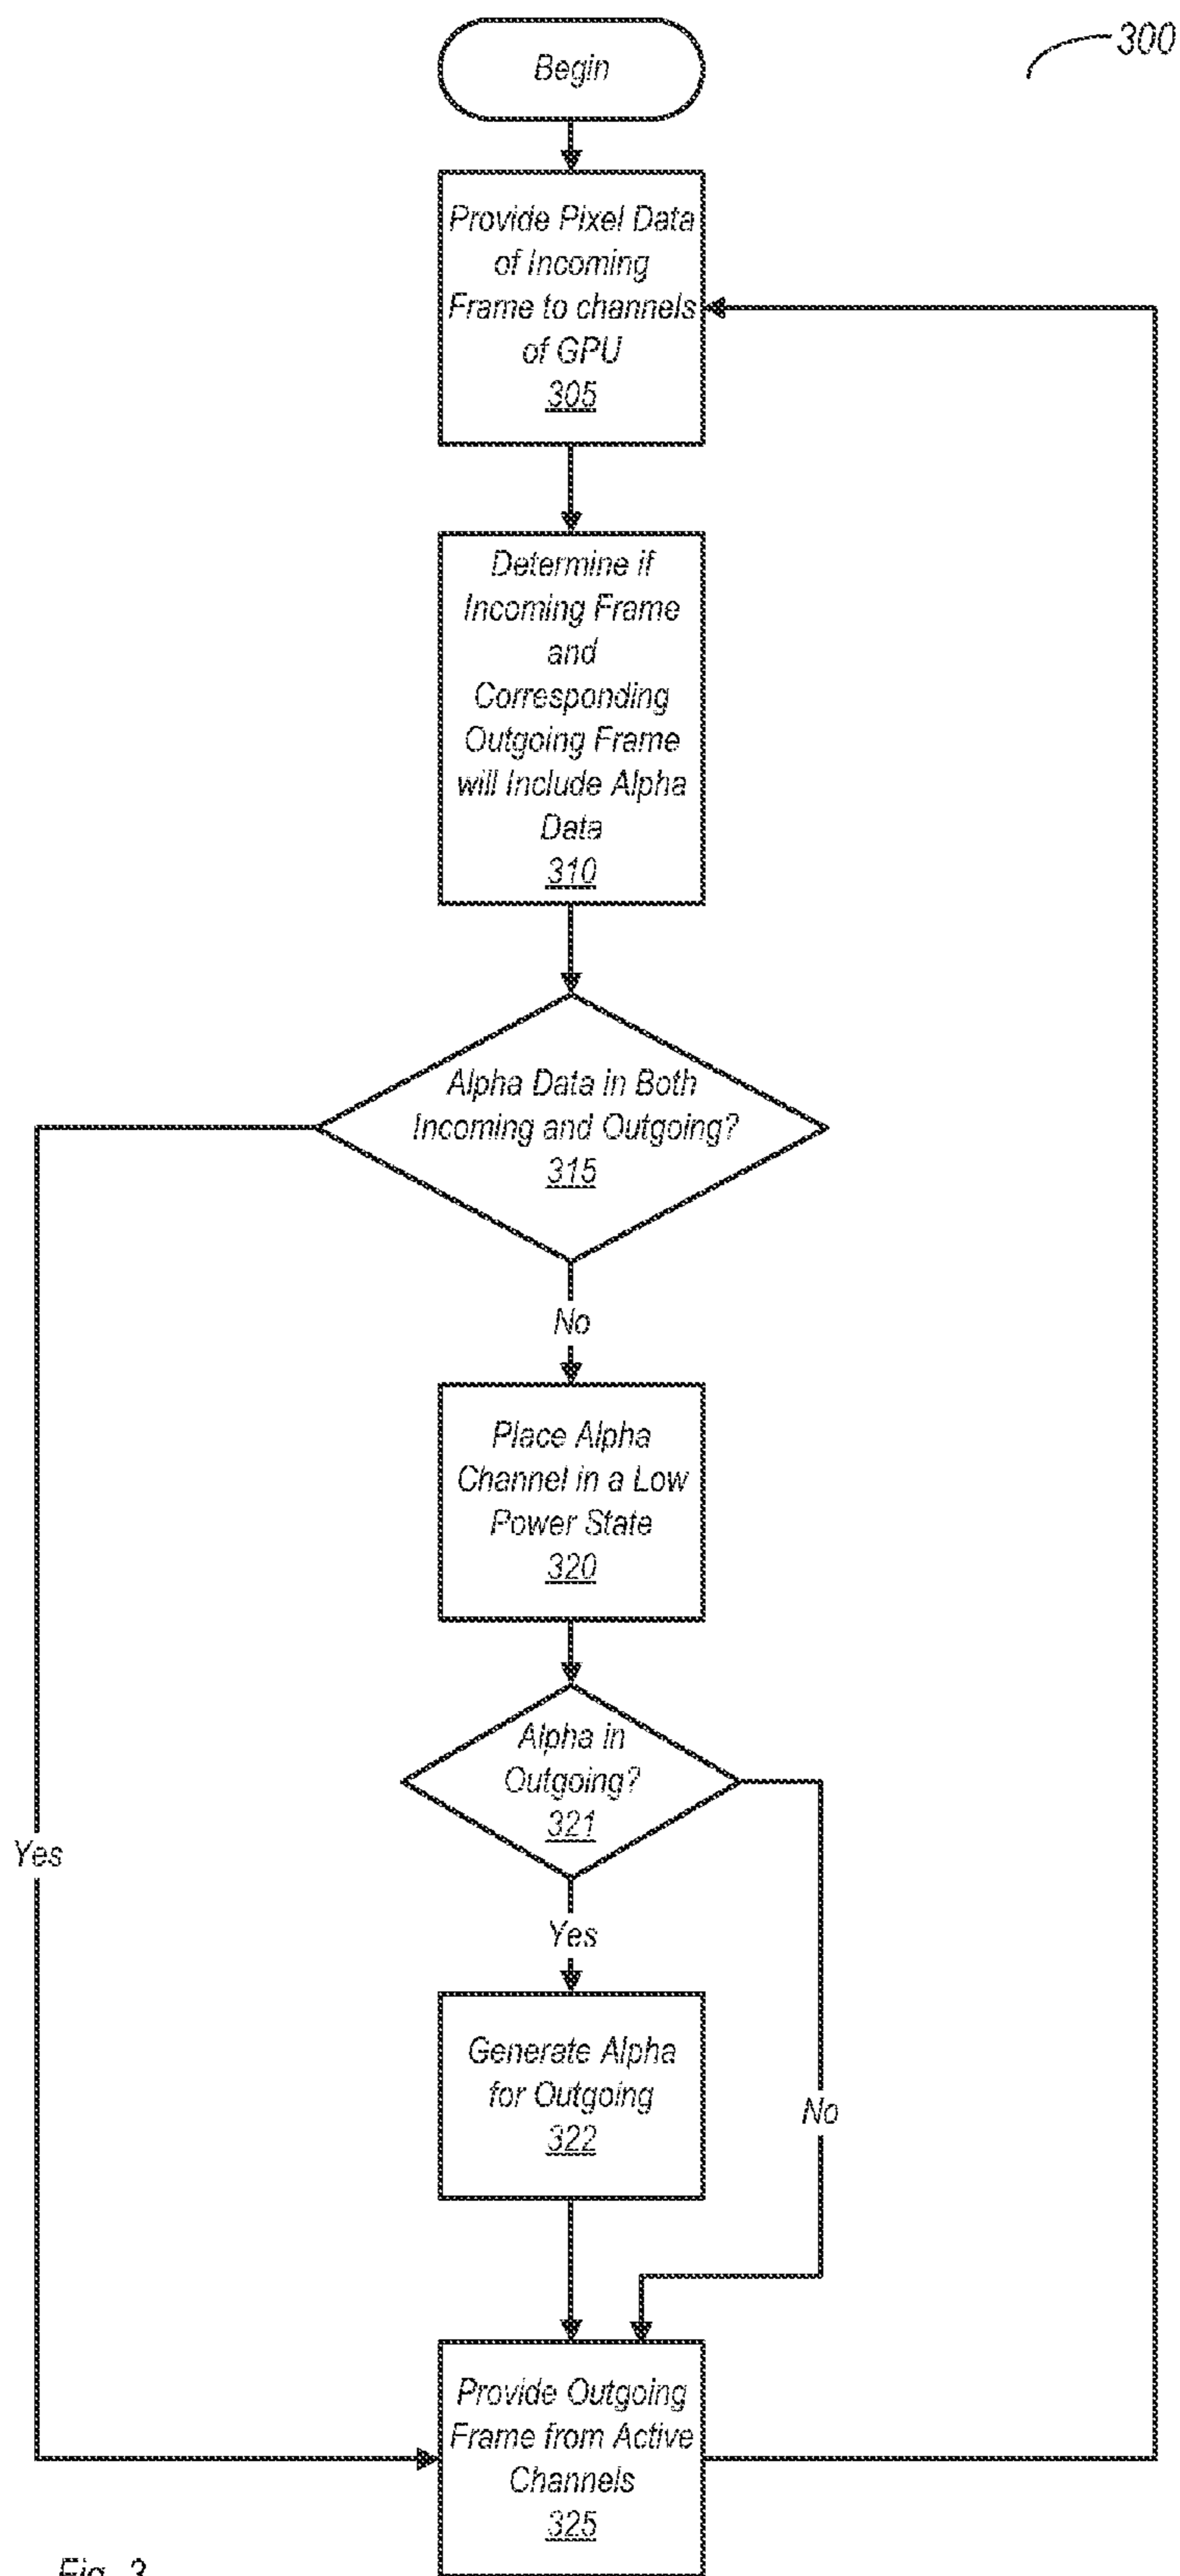 Begin
300
Provide Pixel Data
of Incoming
Frame to channels
of GPU
305
Determine if
Incoming Frame
and
Corresponding
Outgoing Frame
will Include Alpha
Data
310
Alpha Data in Both
Incoming and Outgoing?
315
No
Place Alpha
Channel in a Low
Power State
320
Alpha in
Outgoing?
321
Yes
Yes
Generate Alpha
for Outgoing
322
No
Provide Outgoing
Frame from Active
Channels
325
Fig. 3